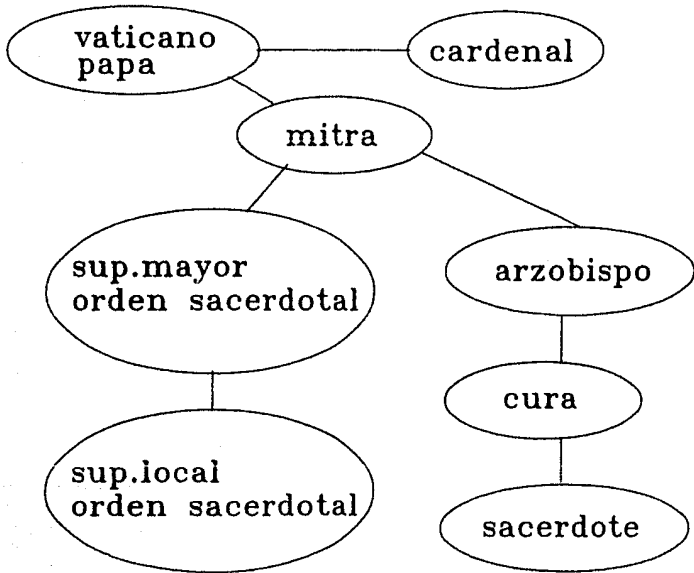 vaticano
papa
cardenal
mitra
sup.mayor
orden sacerdotal
arzobispo
cura
sup.local
orden sacerdotal
sacerdote